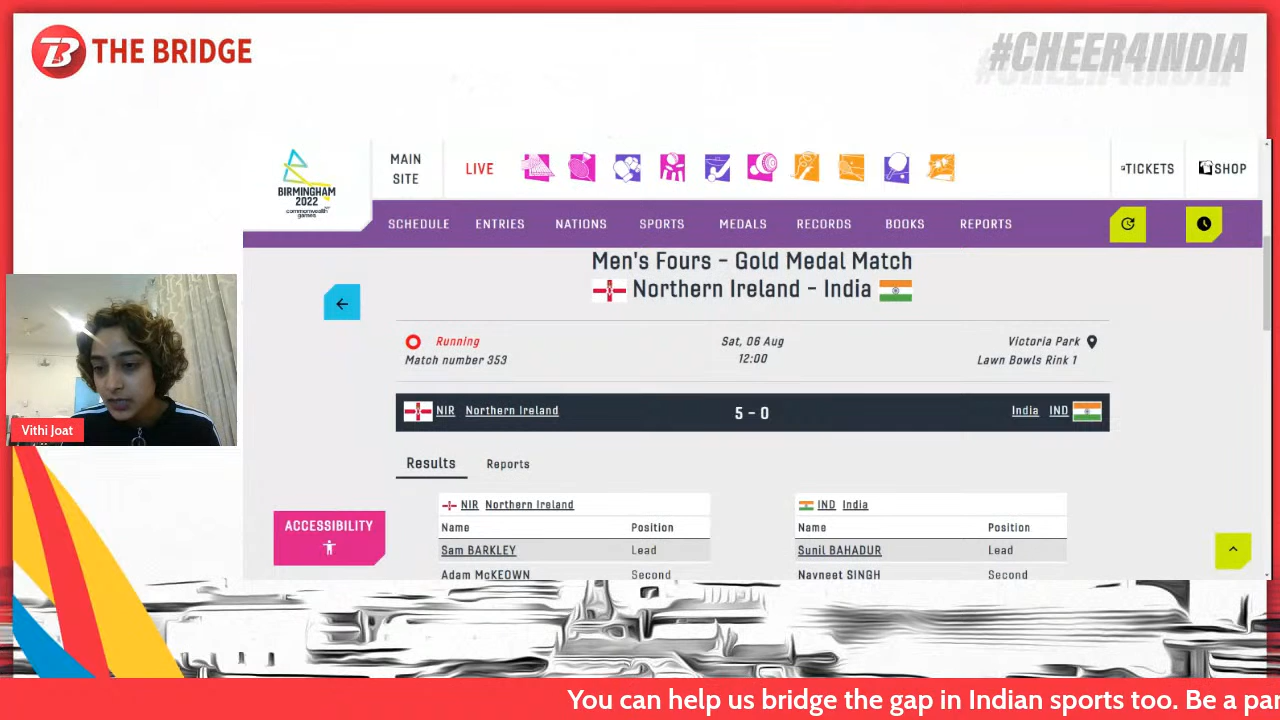 THE BRIDGE
#CHEER4INDIA
BIRMINGHAM
2022
commonwealth
games
MAIN
SITE
LIVE
TICKETS
SHOP
SCHEDULE
ENTRIES
NATIONS
SPORTS
MEDALS
RECORDS
BOOKS
REPORTS
Men's Fours - Gold Medal Match
Northern Ireland - India
Running
Match number 353
Sat, 06 Aug
12:00
Victoria Park
Lawn Bowls Rink 1
NIR Northern Ireland
5 - 0
India IND
Results Reports
NIR Northern Ireland
Name Position
Sam BARKLEY Lead
Adam McKEOWN Second
IND India
Name Position
Sunil BAHADUR Lead
Navneet SINGH Second
ACCESSIBILITY
Vithi Joat
You can help us bridge the gap in Indian sports too. Be a par